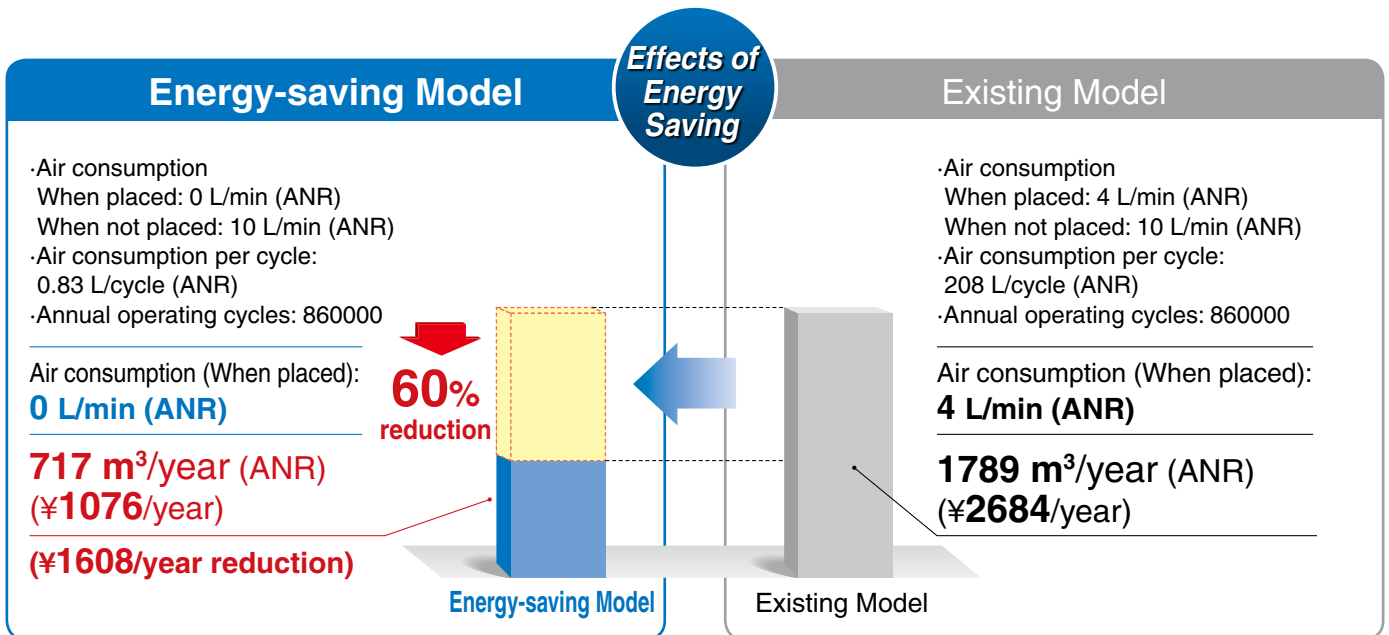 Effects of
Energy
Saving
Energy-saving Model
·Air consumption
When placed: 0 L/min (ANR)
When not placed: 10 L/min (ANR)
·Air consumption per cycle:
0.83 L/cycle (ANR)
·Annual operating cycles: 860000
Air consumption (When placed):
0 L/min (ANR)
717 m³/year (ANR)
(¥1076/year)
(¥1608/year reduction)
60%
reduction
Energy-saving Model
Existing Model
Existing Model
·Air consumption
When placed: 4 L/min (ANR)
When not placed: 10 L/min (ANR)
·Air consumption per cycle:
208 L/cycle (ANR)
·Annual operating cycles: 860000
Air consumption (When placed):
4 L/min (ANR)
1789 m³/year (ANR)
(¥2684/year)